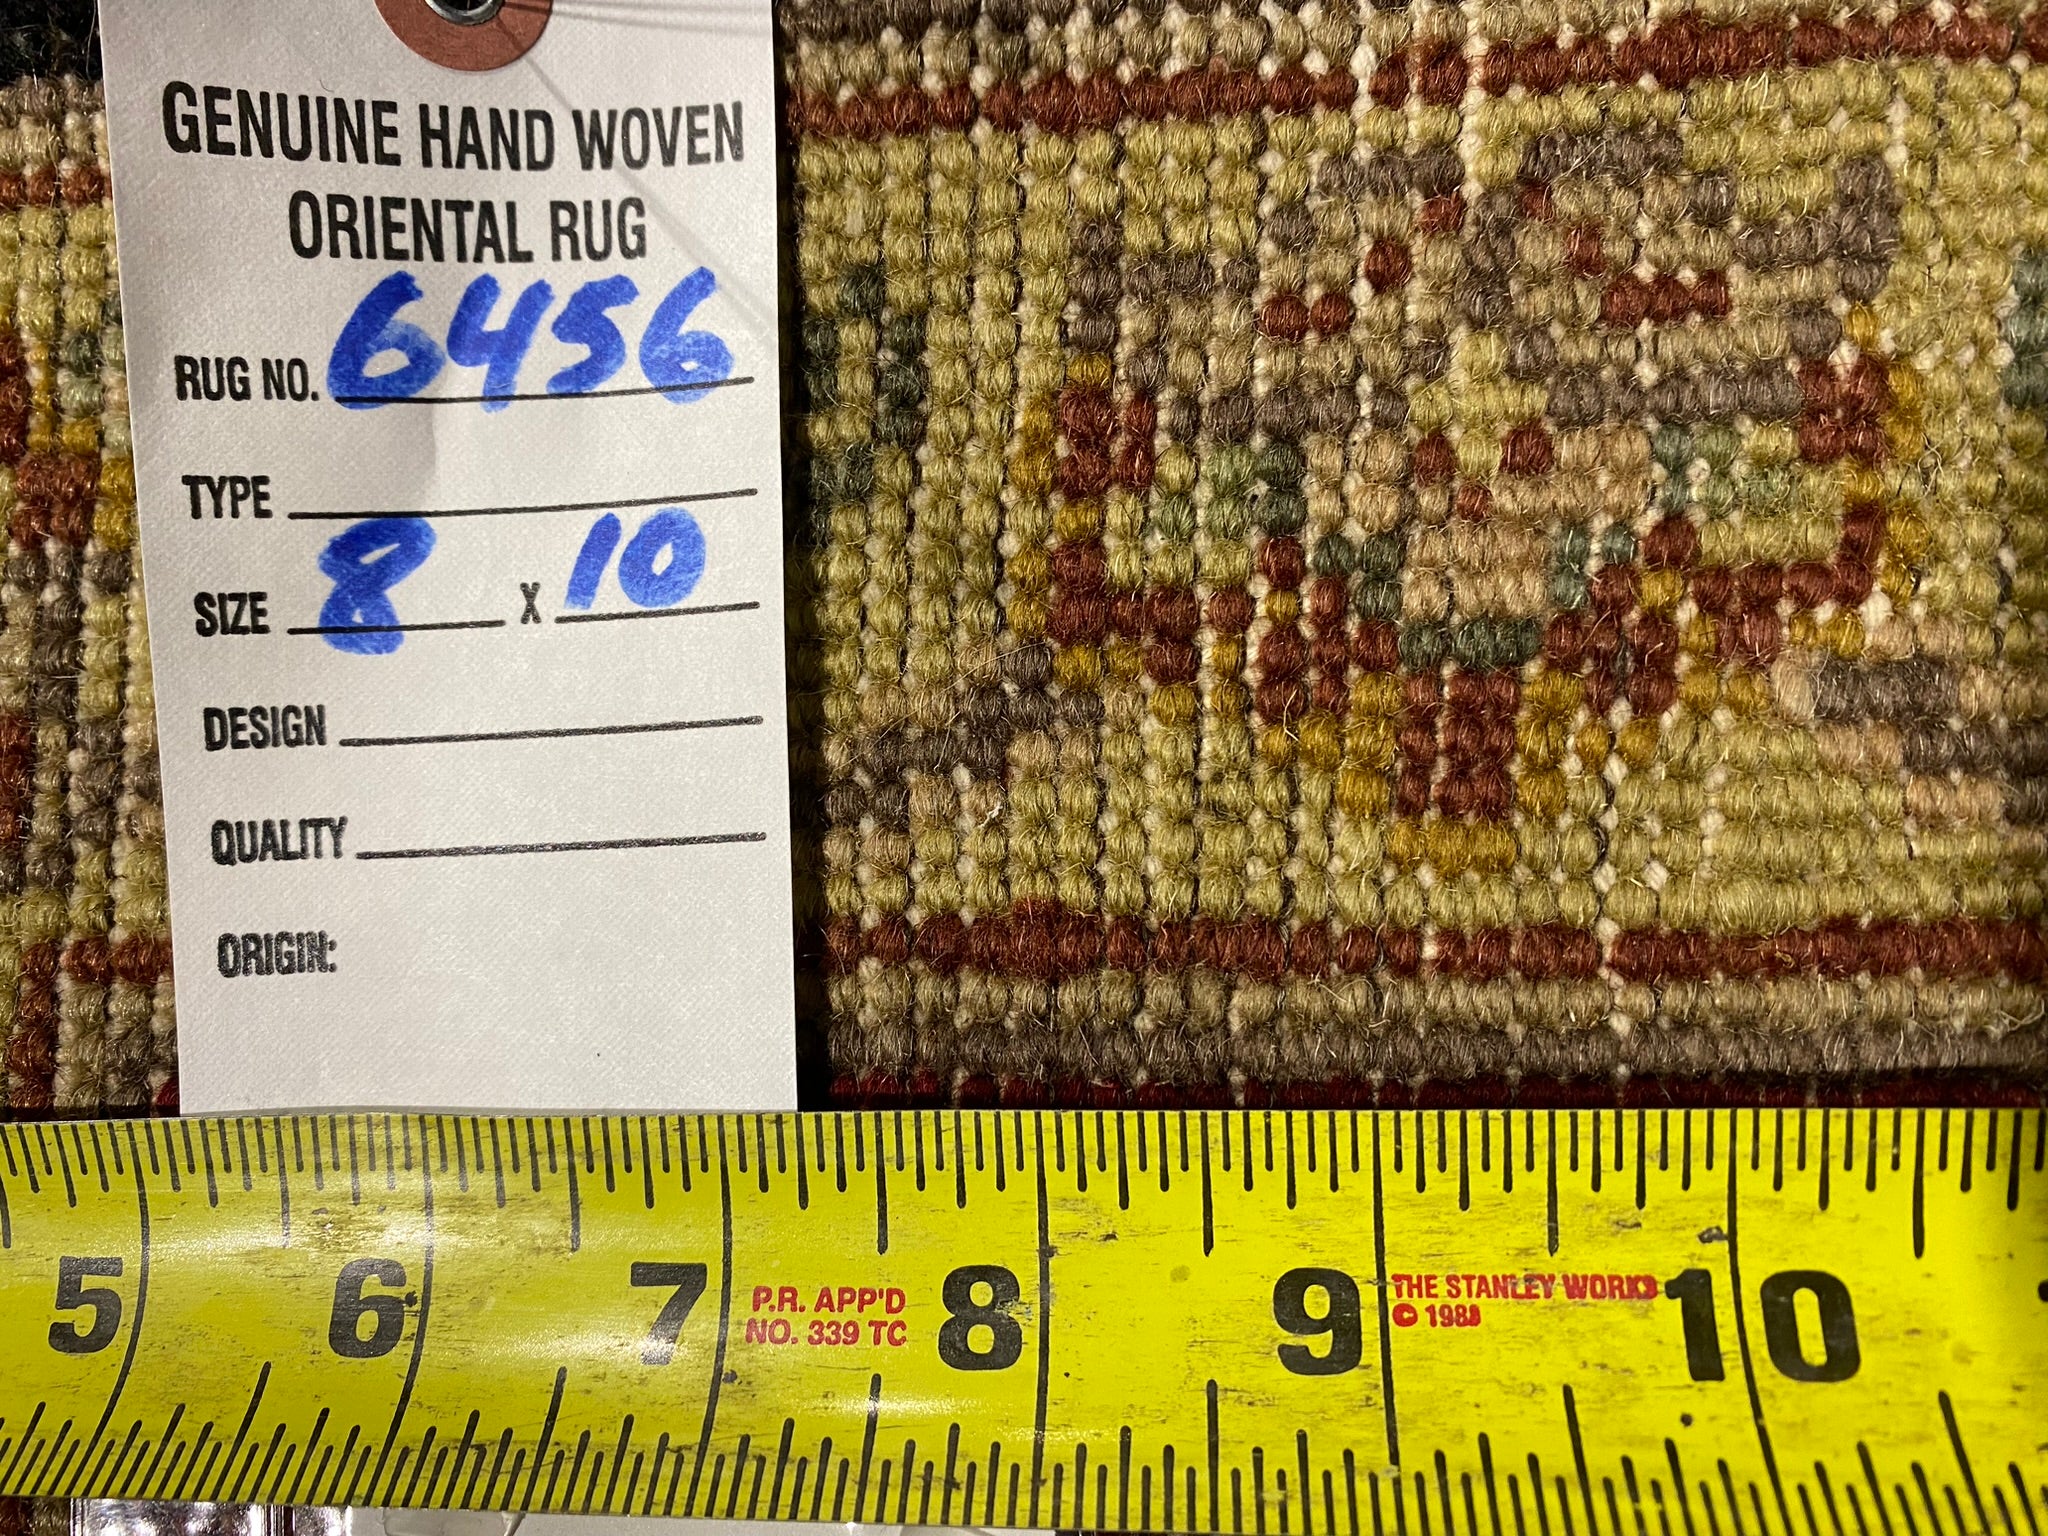 GENUINE HAND WOVEN
ORIENTAL RUG
RUG NO. 6456
TYPE
SIZE 8 X 10
DESIGN
QUALITY
ORIGIN:
5 6 7 P.R. APP'D 8 9 THE STANLEY WORKS 10
NO. 339 TC © 1988